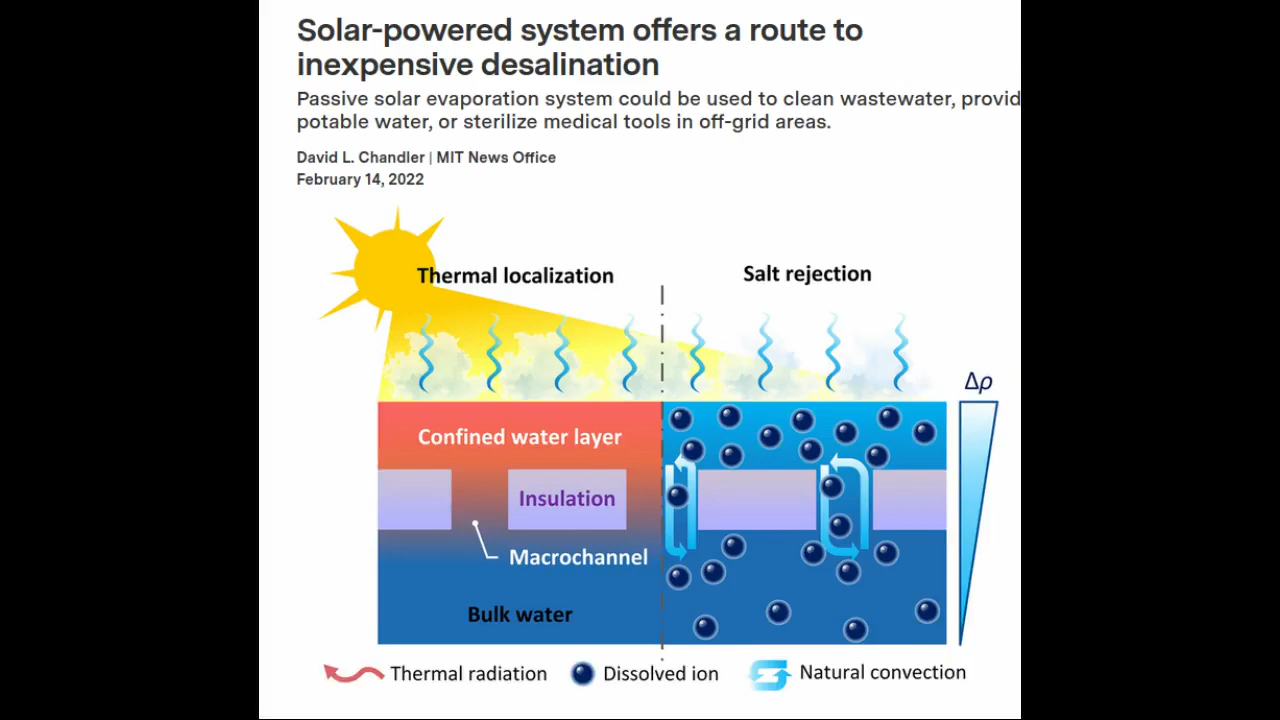 Solar-powered system offers a route to
inexpensive desalination
Passive solar evaporation system could be used to clean wastewater, provid
potable water, or sterilize medical tools in off-grid areas.
David L. Chandler | MIT News Office
February 14, 2022
Thermal localization
Salt rejection
Δρ
Confined water layer
Insulation
Macrochannel
Bulk water
Thermal radiation
Dissolved ion
Natural convection